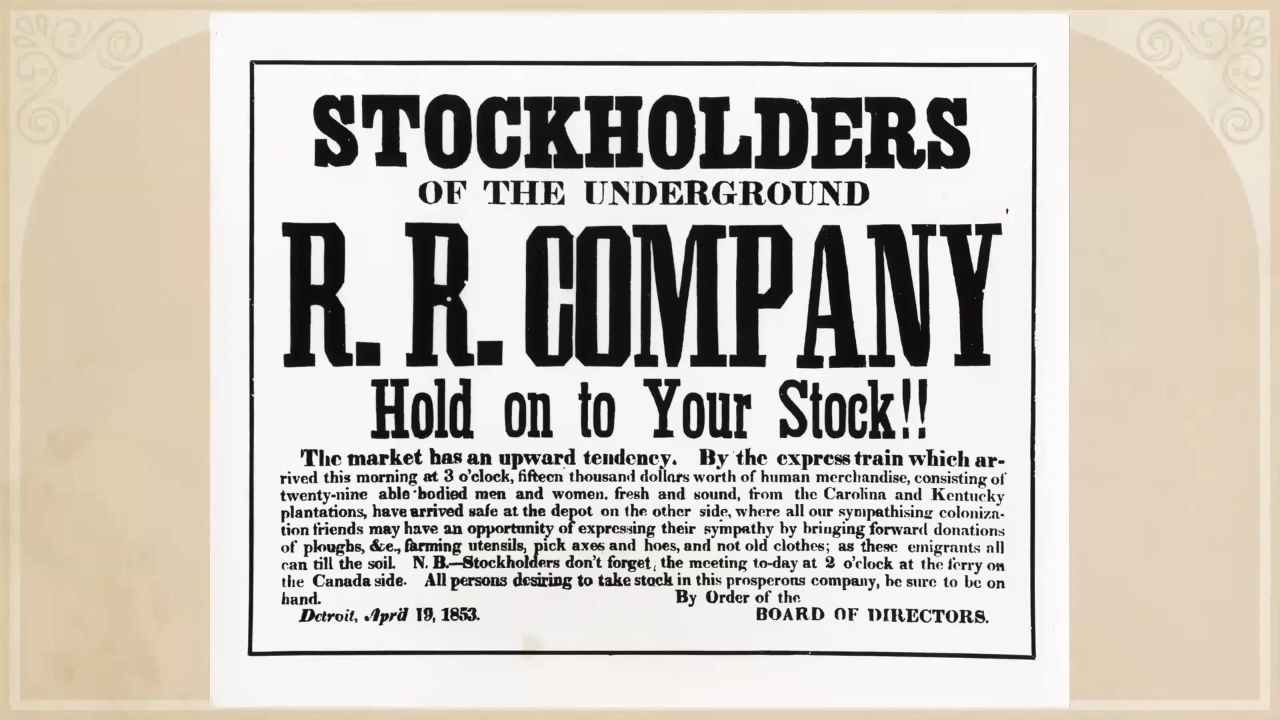 STOCKHOLDERS
OF THE UNDERGROUND
R. R. COMPANY
Hold on to Your Stock!!
The market has an upward tendency. By the express train which ar-
rived this morning at 3 o'clock, fifteen thousand dollars worth of human merchandise, consisting of
twenty-nine able bodied men and women. fresh and sound, from the Carolina and Kentucky
plantations, have arrived safe at the depot on the other side, where all our sympathising coloniza-
tion friends may have an opportunity of expressing their sympathy by bringing forward donations
of ploughs, &c., farming utensils, pick axes and hoes, and not old clothes; as these emigrants all
can till the soil. N. B.—Stockholders don't forget, the meeting to-day at 2 o'clock at the ferry on
the Canada side. All persons desiring to take stock in this prosperous company, be sure to be on
hand. By Order of the
Detroit, April 19, 1853. BOARD OF DIRECTORS.